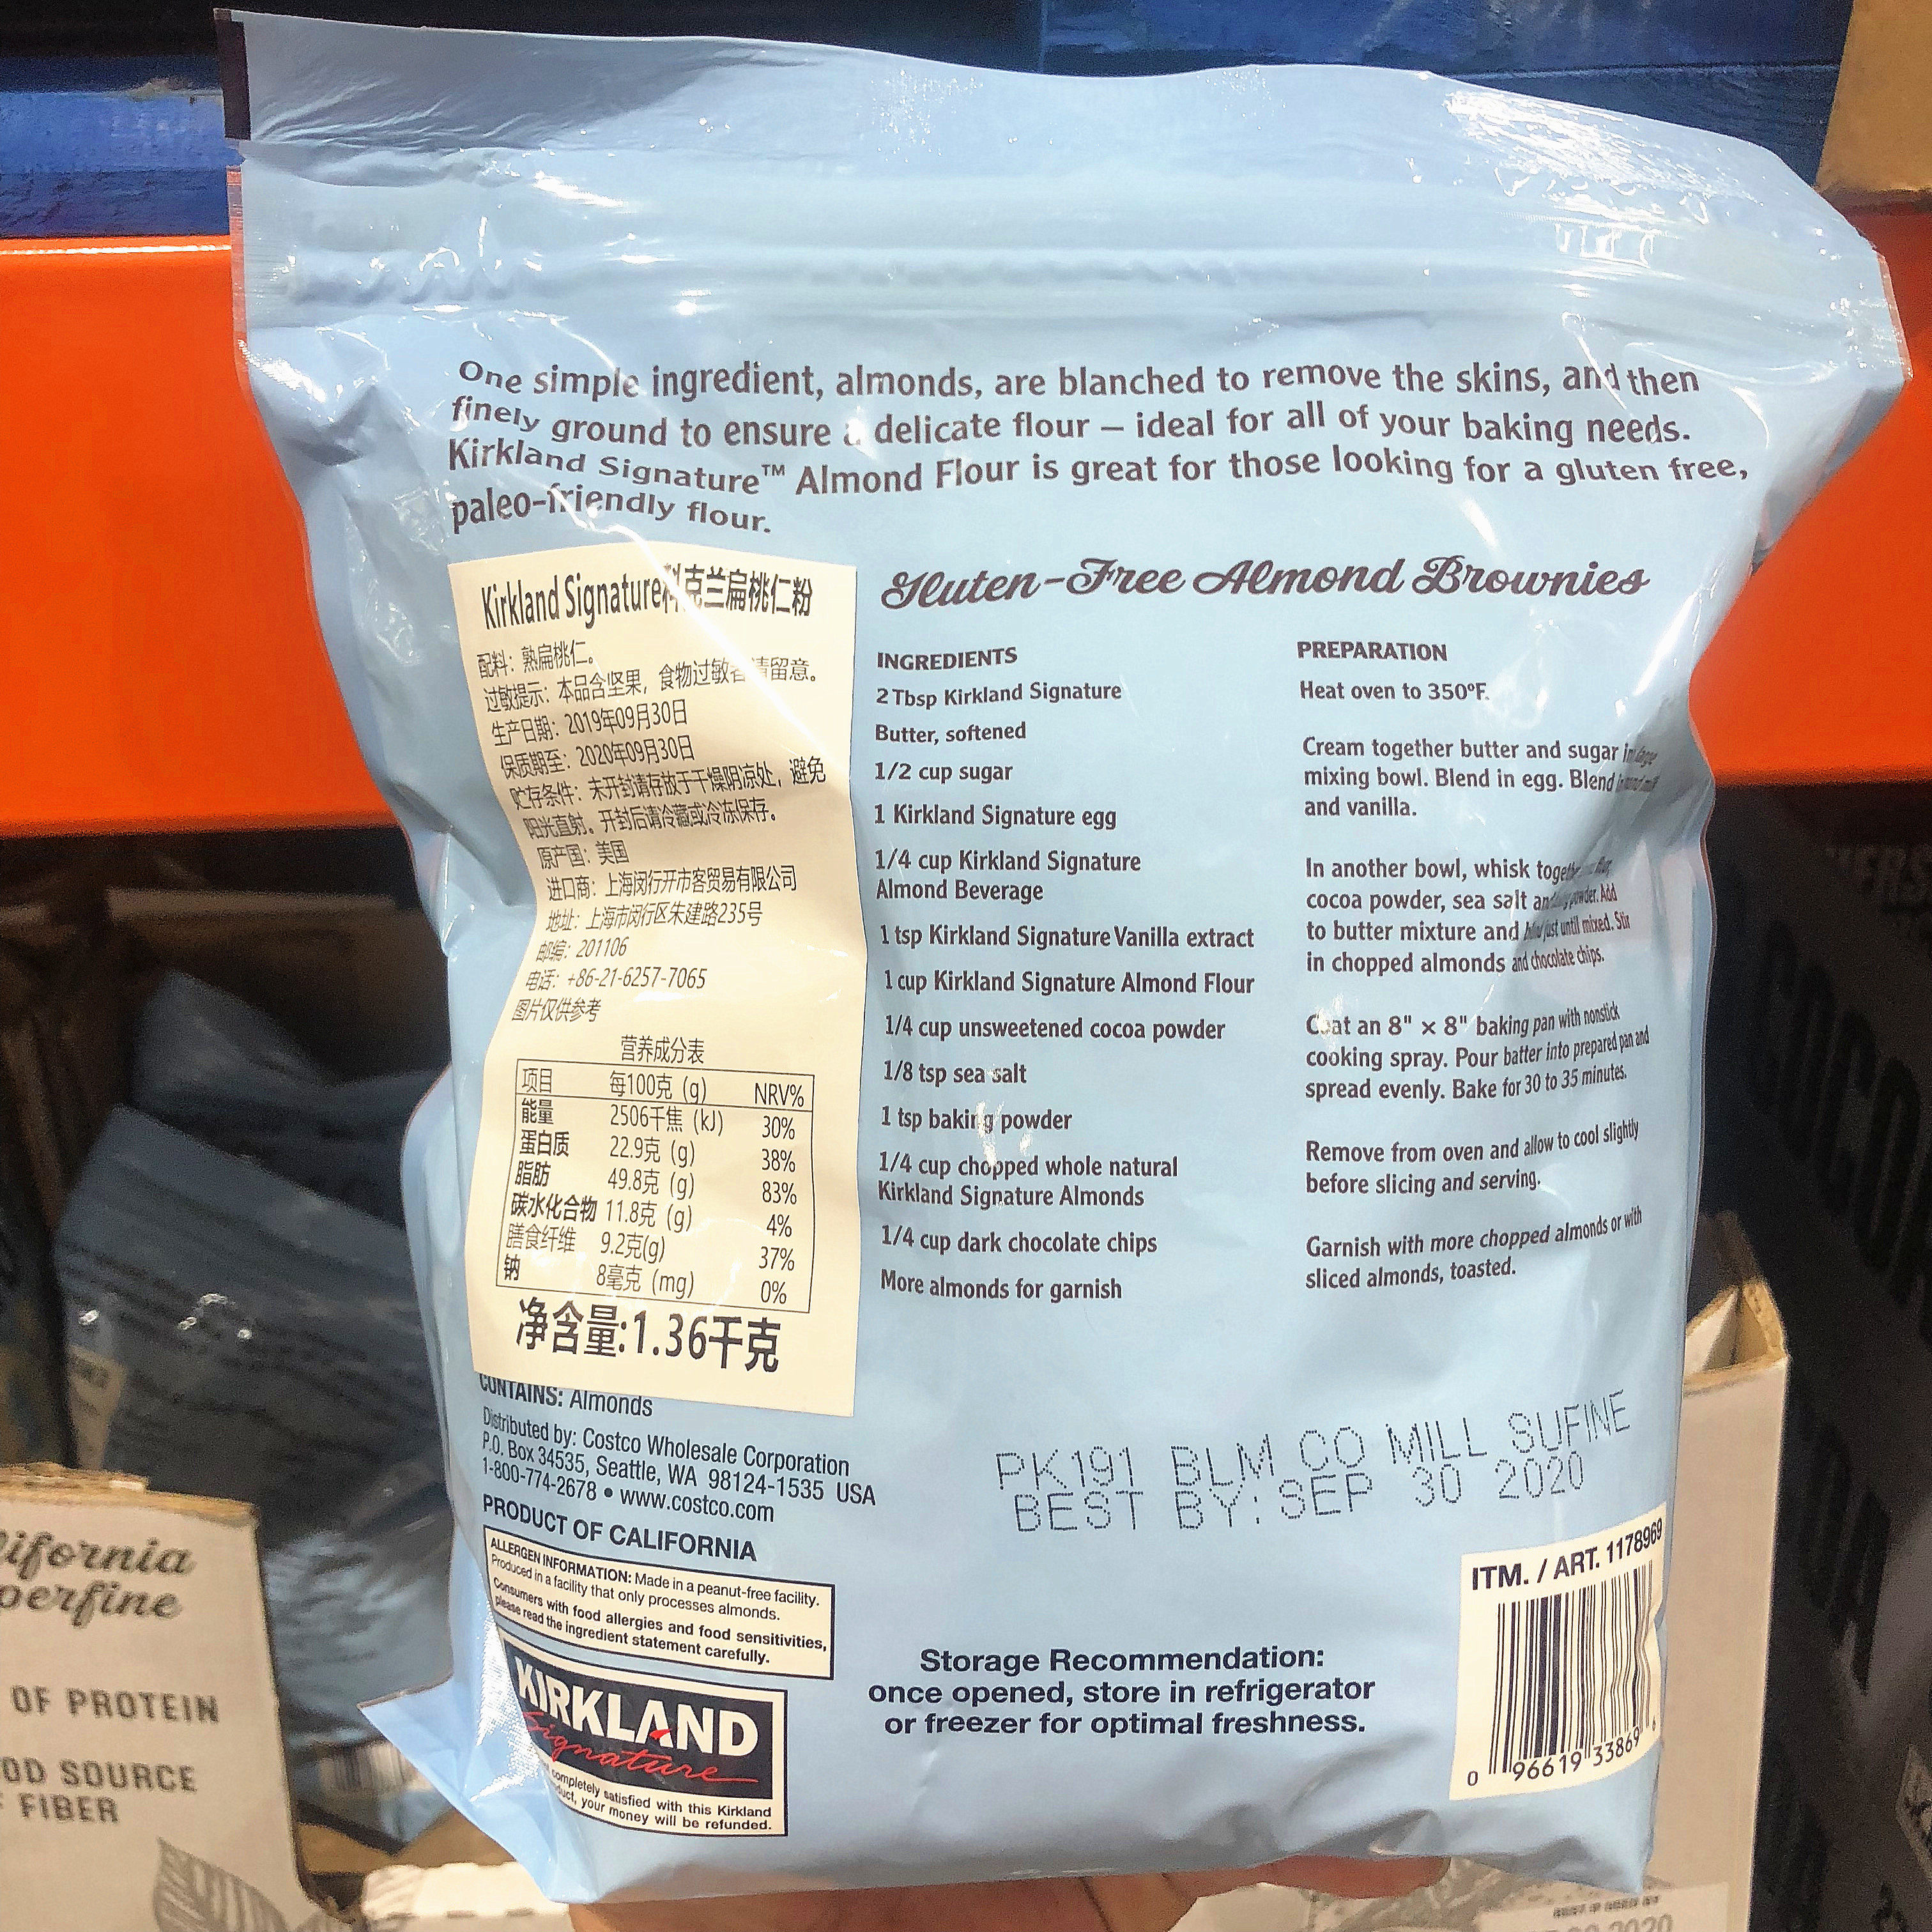 One simple ingredient, almonds, are blanched to remove the skins, and then
finely ground to ensure a delicate flour – ideal for all of your baking needs.
Kirkland Signature™ Almond Flour is great for those looking for a gluten free,
paleo-friendly flour.
Kirkland Signature科克兰扁桃仁粉
配料：熟扁桃仁。
过敏提示：本品含坚果，食物过敏者请留意。
生产日期：2019年09月30日
保质期至：2020年09月30日
贮存条件：未开封请存放于干燥阴凉处，避免
阳光直射。开封后请冷藏或冷冻保存。
原产国：美国
进口商：上海闵行开市客贸易有限公司
地址：上海市闵行区朱建路235号
邮编：201106
电话：+86-21-6257-7065
图片仅供参考
营养成分表
项目 每100克 (g) NRV%
能量 2506千焦 (kJ) 30%
蛋白质 22.9克 (g) 38%
脂肪 49.8克 (g) 83%
碳水化合物 11.8克 (g) 4%
膳食纤维 9.2克(g) 37%
钠 8毫克 (mg) 0%
净含量:1.36千克
CONTAINS: Almonds
Distributed by: Costco Wholesale Corporation
P.O. Box 34535, Seattle, WA 98124-1535 USA
1-800-774-2678 • www.costco.com
PRODUCT OF CALIFORNIA
ALLERGEN INFORMATION: Made in a peanut-free facility.
Produced in a facility that only processes almonds.
Consumers with food allergies and food sensitivities,
please read the ingredient statement carefully.
KIRKLAND
Signature
completely satisfied with this Kirkland
your money will be refunded.
Gluten-Free Almond Brownies
INGREDIENTS
2 Tbsp Kirkland Signature
Butter, softened
1/2 cup sugar
1 Kirkland Signature egg
1/4 cup Kirkland Signature
Almond Beverage
1 tsp Kirkland Signature Vanilla extract
1 cup Kirkland Signature Almond Flour
1/4 cup unsweetened cocoa powder
1/8 tsp sea salt
1 tsp baking powder
1/4 cup chopped whole natural
Kirkland Signature Almonds
1/4 cup dark chocolate chips
More almonds for garnish
PREPARATION
Heat oven to 350ºF.
Cream together butter and sugar in large
mixing bowl. Blend in egg. Blend
and vanilla.
In another bowl, whisk together
cocoa powder, sea salt and powder. Add
to butter mixture and blend just until mixed. Stir
in chopped almonds and chocolate chips.
Coat an 8" x 8" baking pan with nonstick
cooking spray. Pour batter into prepared pan and
spread evenly. Bake for 30 to 35 minutes.
Remove from oven and allow to cool slightly
before slicing and serving.
Garnish with more chopped almonds or with
sliced almonds, toasted.
PK191 BLM CO MILL SUFINE
BEST BY: SEP 30 2020
Storage Recommendation:
once opened, store in refrigerator
or freezer for optimal freshness.
ITM. / ART. 1178969
0 96619 33869 6
OF PROTEIN
SOURCE
FIBER
2020